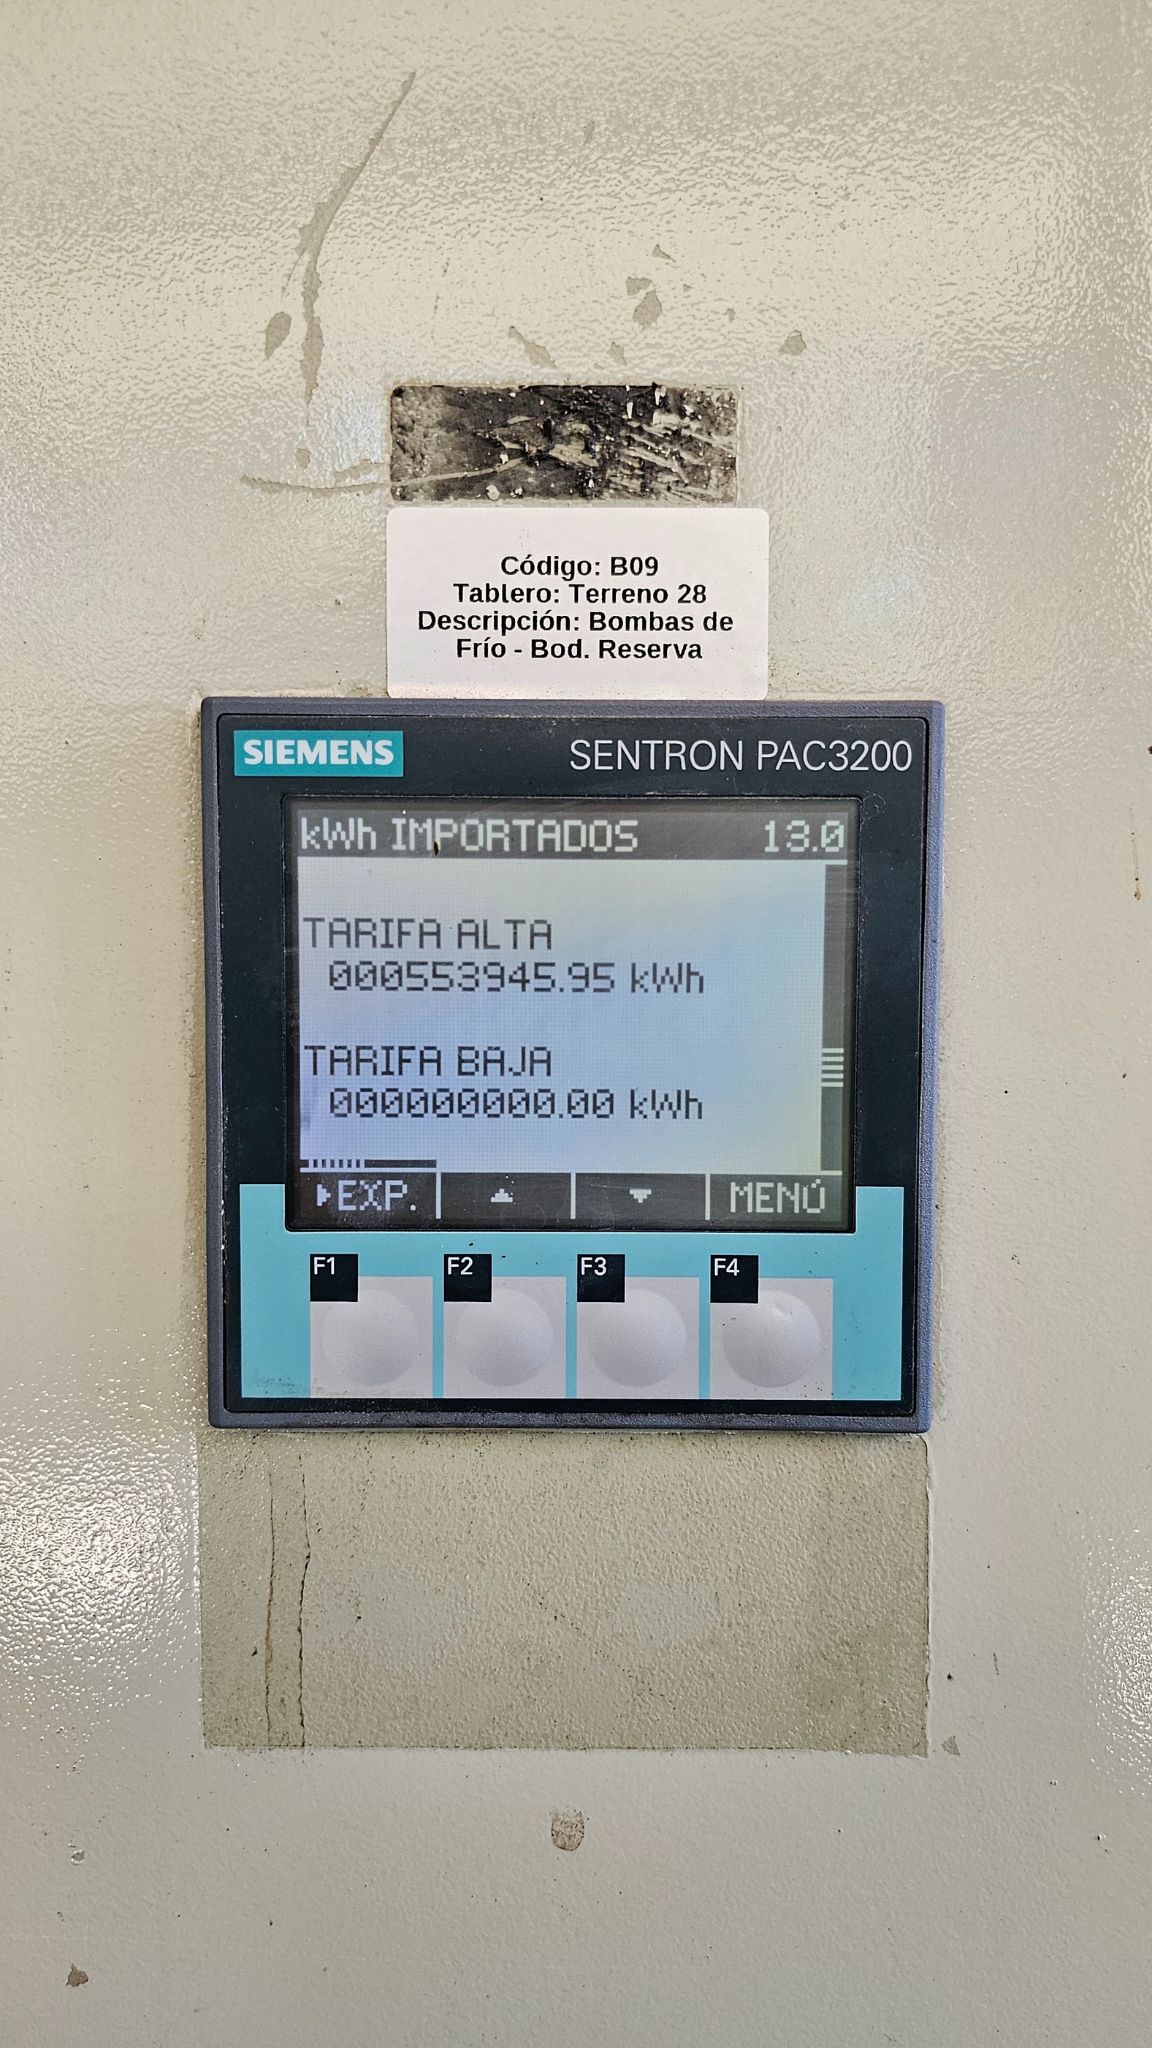 Código: B09
Tablero: Terreno 28
Descripción: Bombas de
Frío - Bod. Reserva
SIEMENS SENTRON PAC3200
kWh IMPORTADOS 13.0
TARIFA ALTA
000553945.95 kWh
TARIFA BAJA
000000000.00 kWh
▸EXP. ▲ ▼ MENÚ
F1 F2 F3 F4